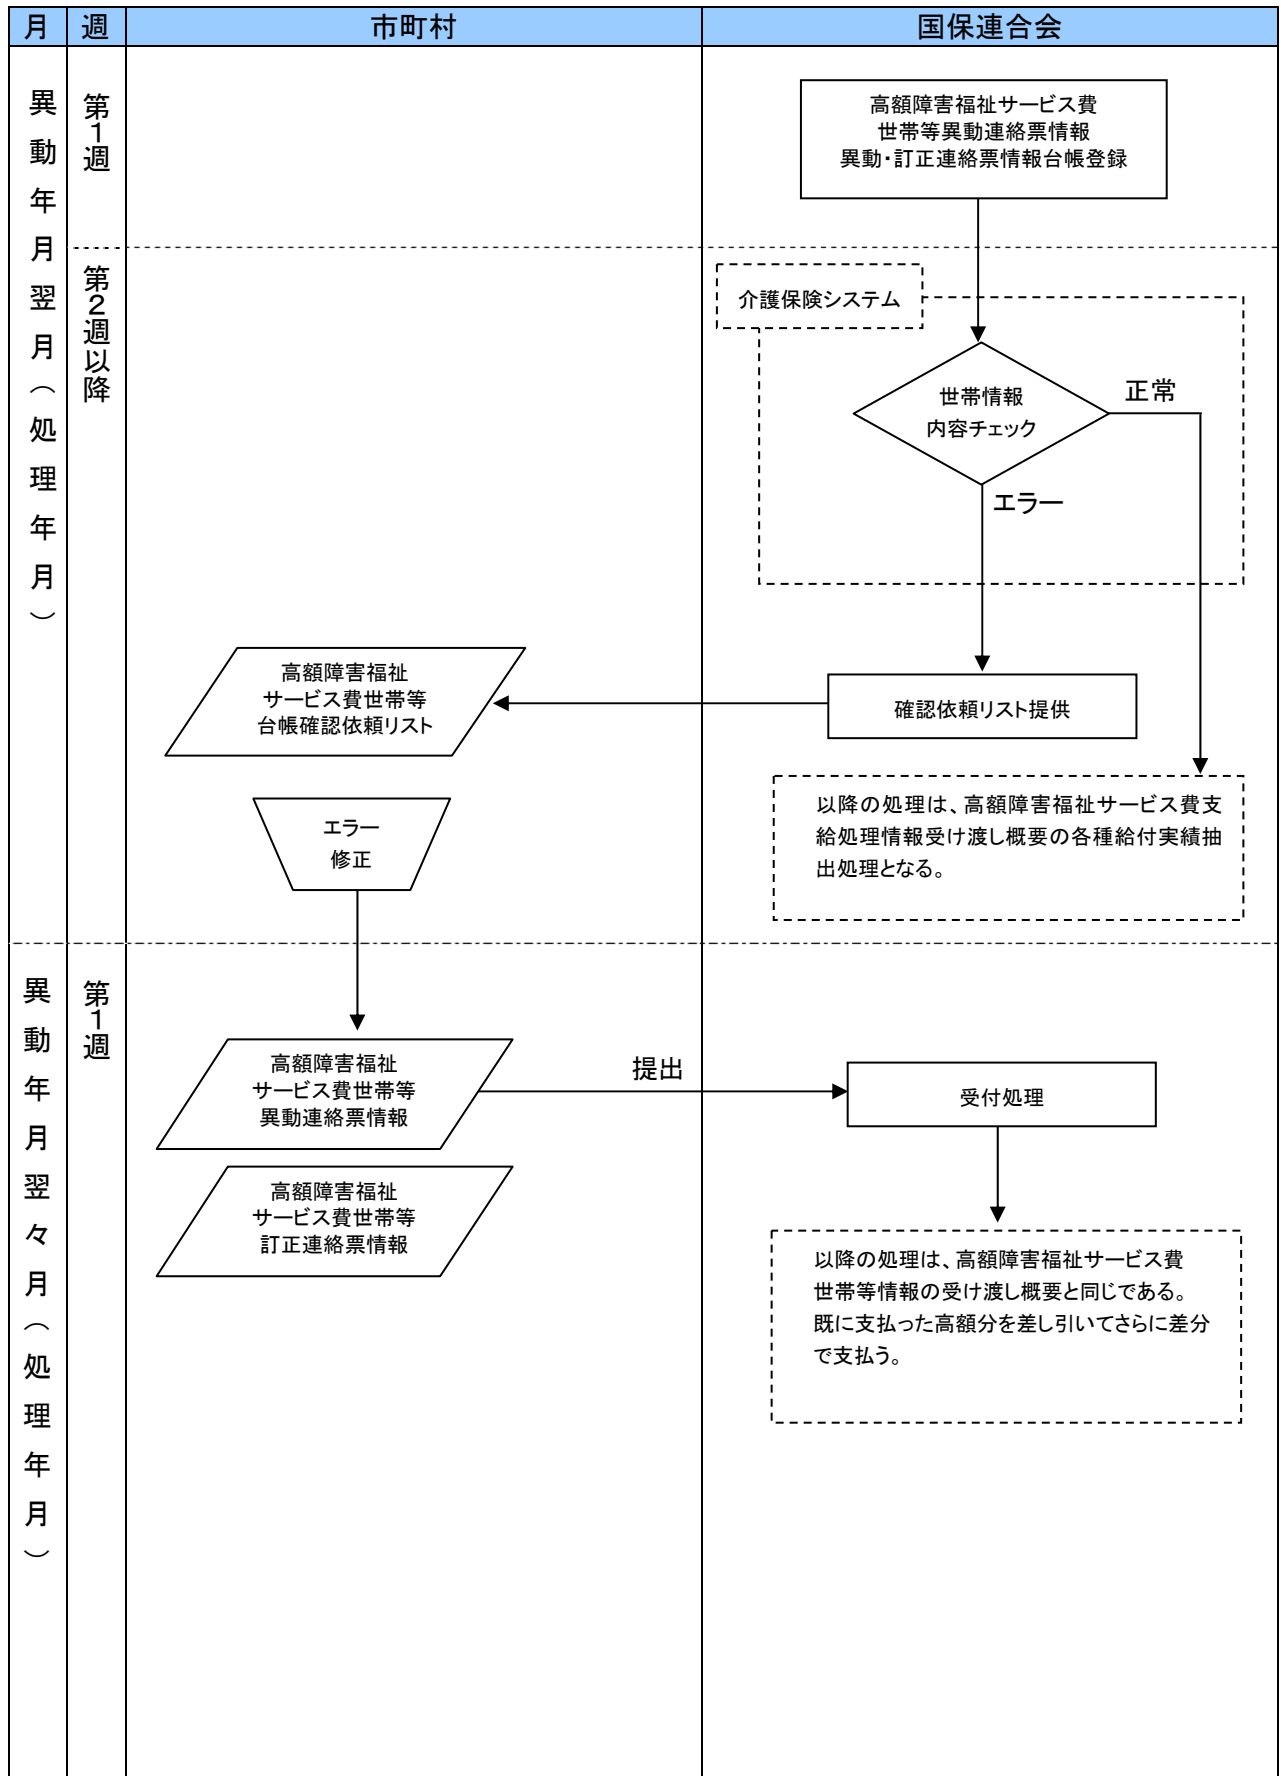 月
週
市町村
国保連合会
異動年月翌月（処理年月）
第1週
高額障害福祉サービス費
世帯等異動連絡票情報
異動・訂正連絡票情報台帳登録
第2週以降
介護保険システム
世帯情報
内容チェック
正常
エラー
高額障害福祉
サービス費世帯等
台帳確認依頼リスト
確認依頼リスト提供
エラー
修正
以降の処理は、高額障害福祉サービス費支
給処理情報受け渡し概要の各種給付実績抽
出処理となる。
異動年月翌々月（処理年月）
第1週
高額障害福祉
サービス費世帯等
異動連絡票情報
提出
受付処理
高額障害福祉
サービス費世帯等
訂正連絡票情報
以降の処理は、高額障害福祉サービス費
世帯等情報の受け渡し概要と同じである。
既に支払った高額分を差し引いてさらに差分
で支払う。